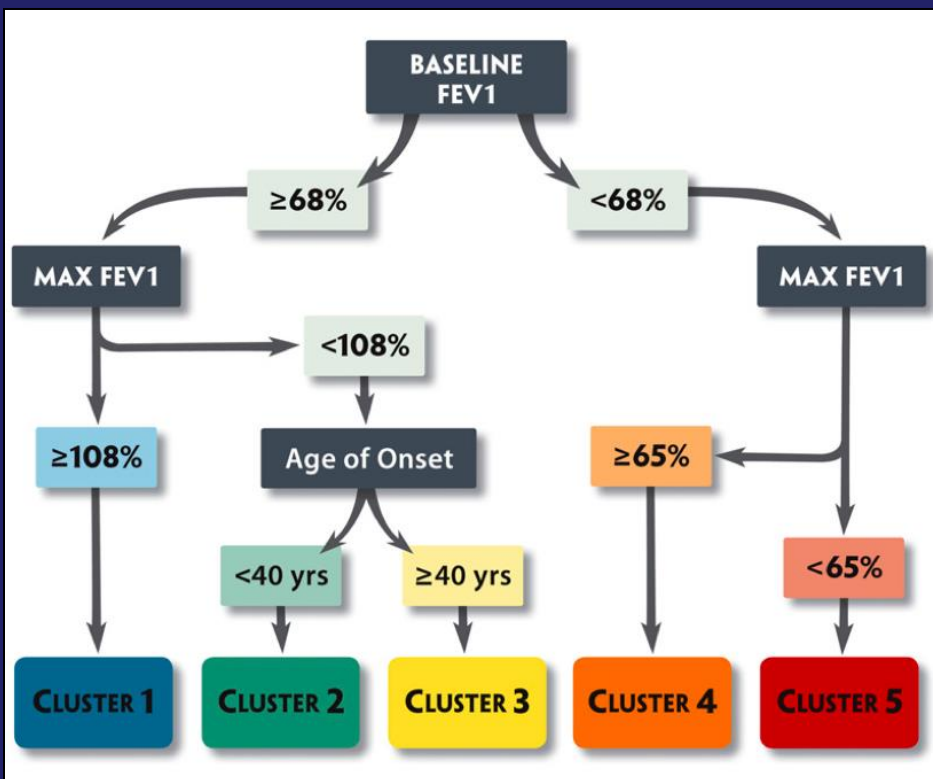 BASELINE
FEV1
≥68%
<68%
MAX FEV1
MAX FEV1
<108%
≥108%
Age of Onset
≥65%
<40 yrs
≥40 yrs
<65%
CLUSTER 1
CLUSTER 2
CLUSTER 3
CLUSTER 4
CLUSTER 5